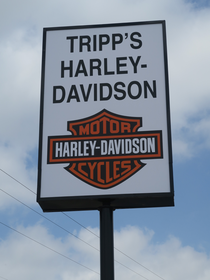 TRIPP'S
HARLEY-
DAVIDSON
MOTOR
HARLEY-DAVIDSON
CYCLES